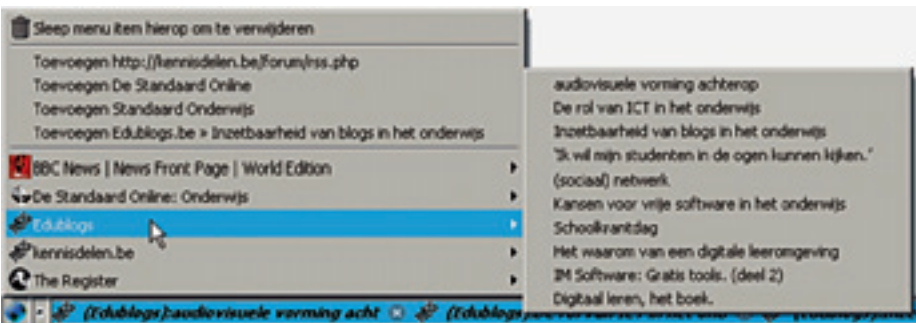 Sleep menu item hierop om te verwijderen
Toevoegen http://kennisdelen.be/forum/rss.php
Toevoegen De Standaard Online
Toevoegen Standaard Onderwijs
Toevoegen Edublogs.be » Inzetbaarheid van blogs in het onderwijs
BBC News | News Front Page | World Edition
De Standaard Online: Onderwijs
Edublogs
kennisdelen.be
The Register
audiovisuele vorming achterop
De rol van ICT in het onderwijs
Inzetbaarheid van blogs in het onderwijs
"Ik wil mijn studenten in de ogen kunnen kijken."
(sociaal) netwerk
Kansen voor vrije software in het onderwijs
Schoolkrantdag
Het waarom van een digitale leeromgeving
IM Software: Gratis tools. (deel 2)
Digitaal leren, het boek.
(Edublogs):audiovisuele vorming acht (Edublogs